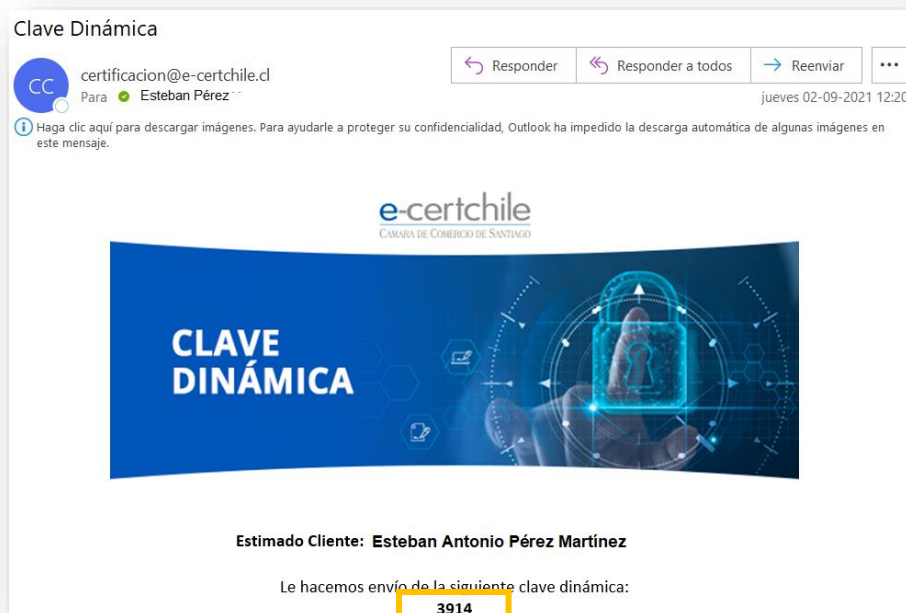 Clave Dinámica
CC
certificacion@e-certchile.cl
Para Esteban Pérez
Responder
Responder a todos
Reenviar
jueves 02-09-2021 12:20
Haga clic aquí para descargar imágenes. Para ayudarle a proteger su confidencialidad, Outlook ha impedido la descarga automática de algunas imágenes en
este mensaje.
e-certchile
CAMARA DE COMERCIO DE SANTIAGO
CLAVE
DINÁMICA
Estimado Cliente: Esteban Antonio Pérez Martínez
Le hacemos envío de la siguiente clave dinámica:
3914